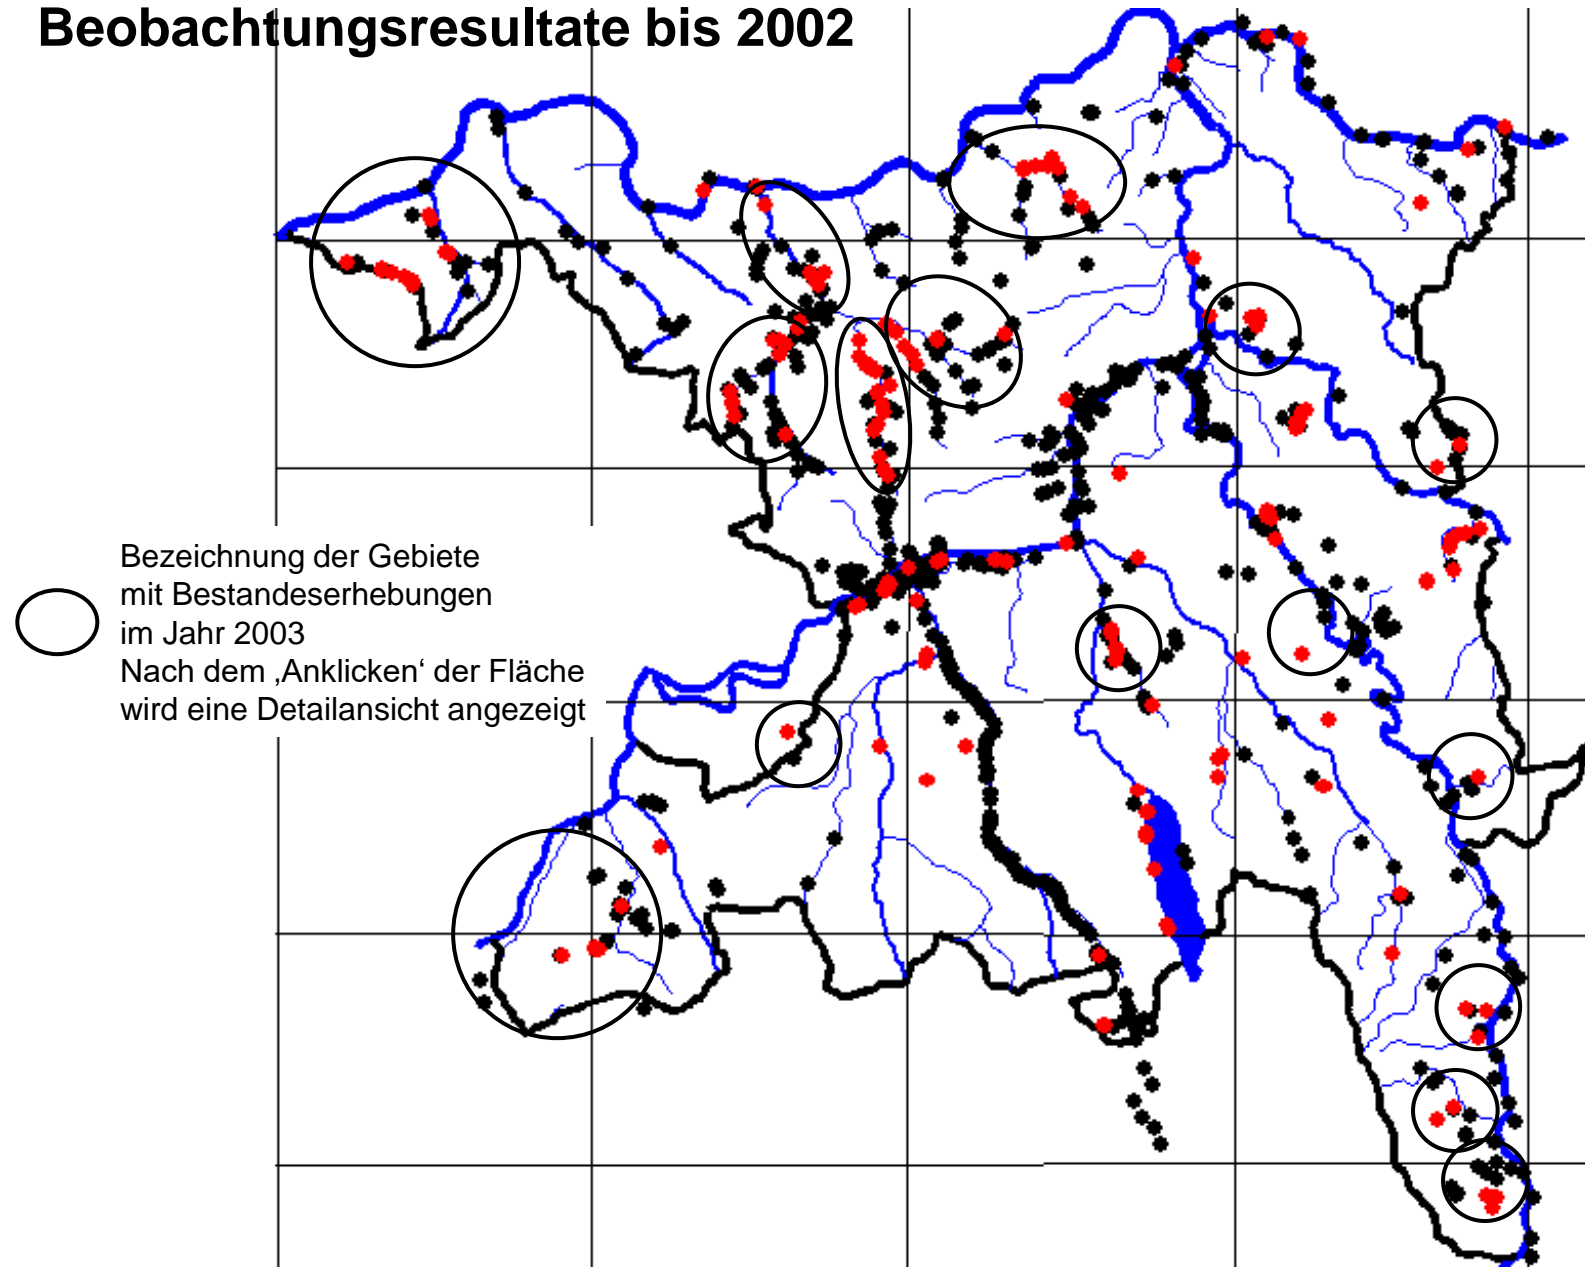 Beobachtungsresultate bis 2002
Bezeichnung der Gebiete
mit Bestandeserhebungen
im Jahr 2003
Nach dem ‚Anklicken‘ der Fläche
wird eine Detailansicht angezeigt